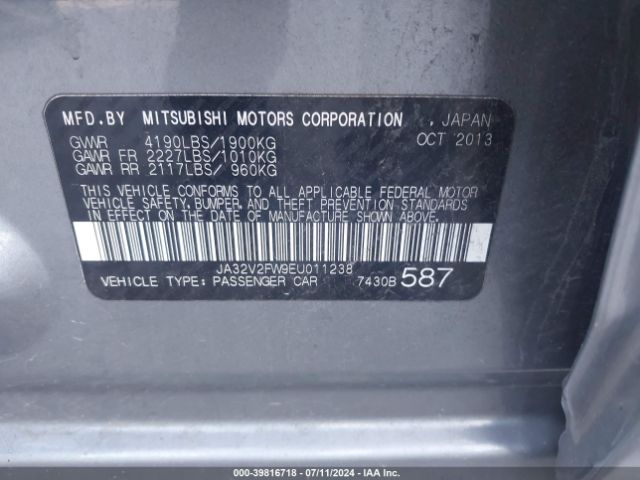 MFD.BY MITSUBISHI MOTORS CORPORATION , JAPAN
GVWR 4190LBS/1900KG OCT 2013
GAWR FR 2227LBS/1010KG
GAWR RR 2117LBS/ 960KG
THIS VEHICLE CONFORMS TO ALL APPLICABLE FEDERAL MOTOR
VEHICLE SAFETY,BUMPER,AND THEFT PREVENTION STANDARDS
IN EFFECT ON THE DATE OF MANUFACTURE SHOWN ABOVE.
JA32V2FW9EU011238
VEHICLE TYPE: PASSENGER CAR 7430B 587
000-39816718 - 07/11/2024 - IAA, Inc.